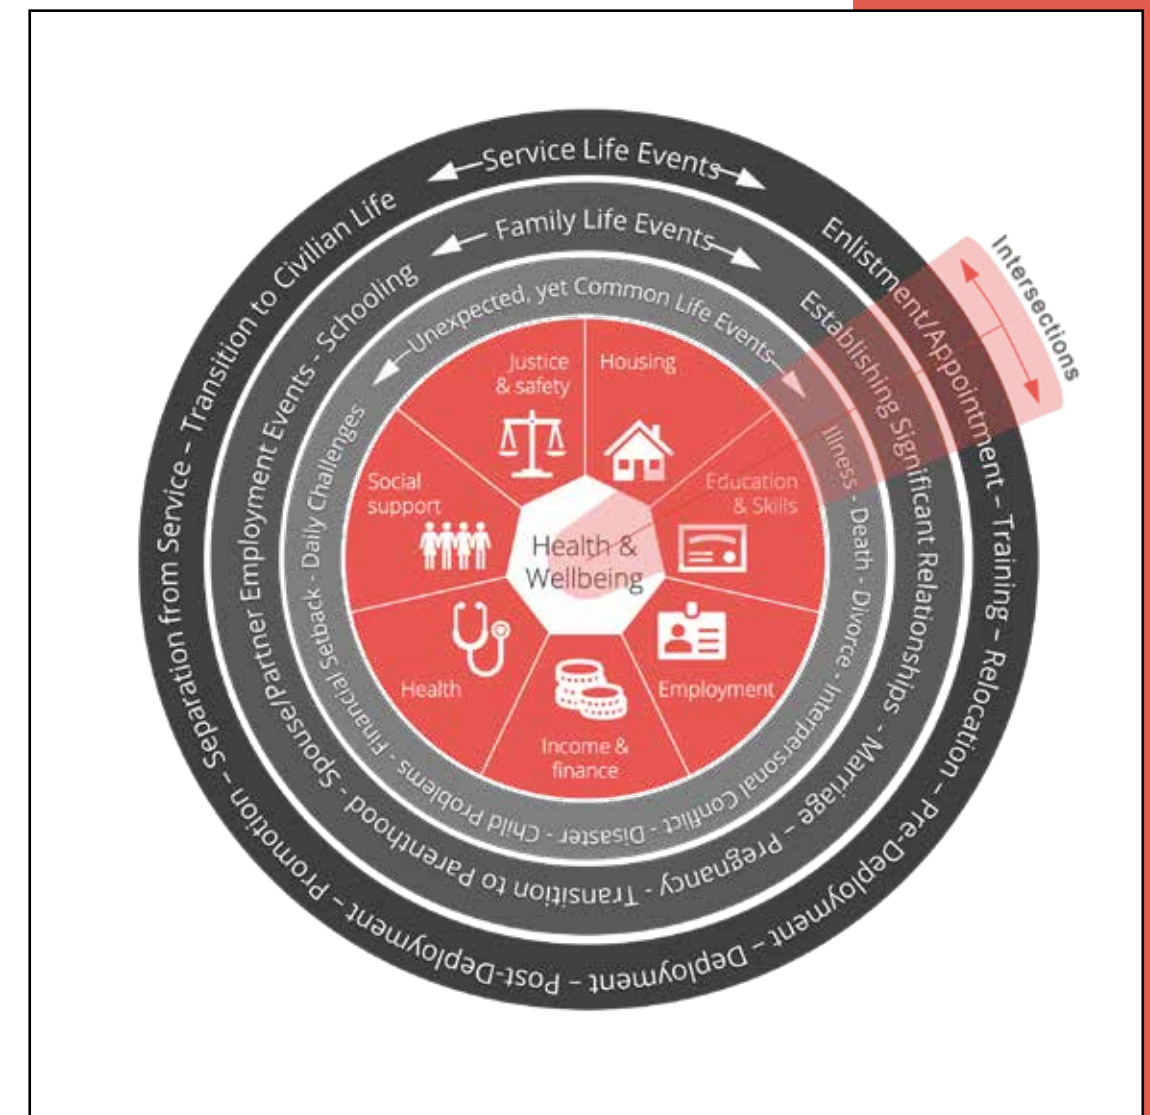 Service Life Events
Enlistment/Appointment – Training – Relocation – Pre-Deployment – Deployment – Post-Deployment – Promotion – Separation from Service – Transition to Civilian Life
Family Life Events
Establishing Significant Relationships - Marriage - Pregnancy - Transition to Parenthood - Spouse/Partner Employment Events - Schooling
Unexpected, yet Common Life Events
Illness - Death - Divorce - Interpersonal Conflict - Disaster - Child Problems - Financial Setback - Daily Challenges
Intersections
Justice
& safety
Housing
Social
support
Education
& Skills
Health &
Wellbeing
Health
Employment
Income &
finance